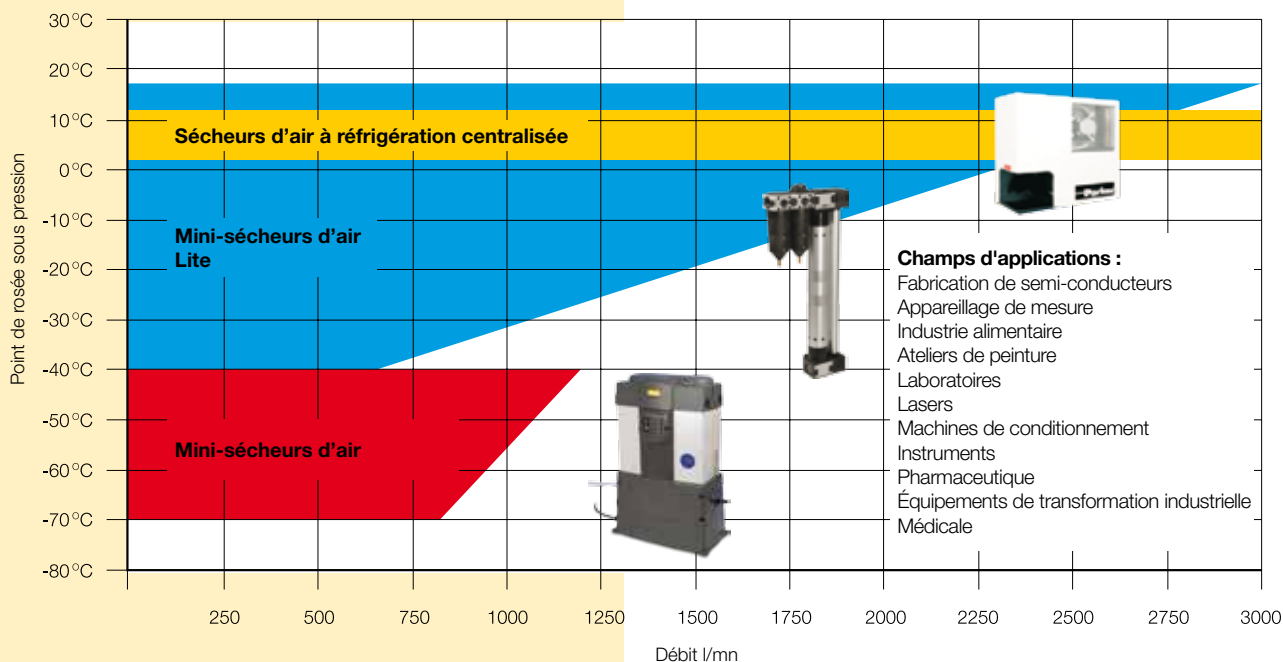 30°C
20°C
10°C
0°C
-10°C
-20°C
-30°C
-40°C
-50°C
-60°C
-70°C
-80°C
Point de rosée sous pression
Sécheurs d'air à réfrigération centralisée
Mini-sécheurs d'air
Lite
Mini-sécheurs d'air
Champs d'applications :
Fabrication de semi-conducteurs
Appareillage de mesure
Industrie alimentaire
Ateliers de peinture
Laboratoires
Lasers
Machines de conditionnement
Instruments
Pharmaceutique
Équipements de transformation industrielle
Médicale
250 500 750 1000 1250 1500 1750 2000 2250 2500 2750 3000
Débit l/mn